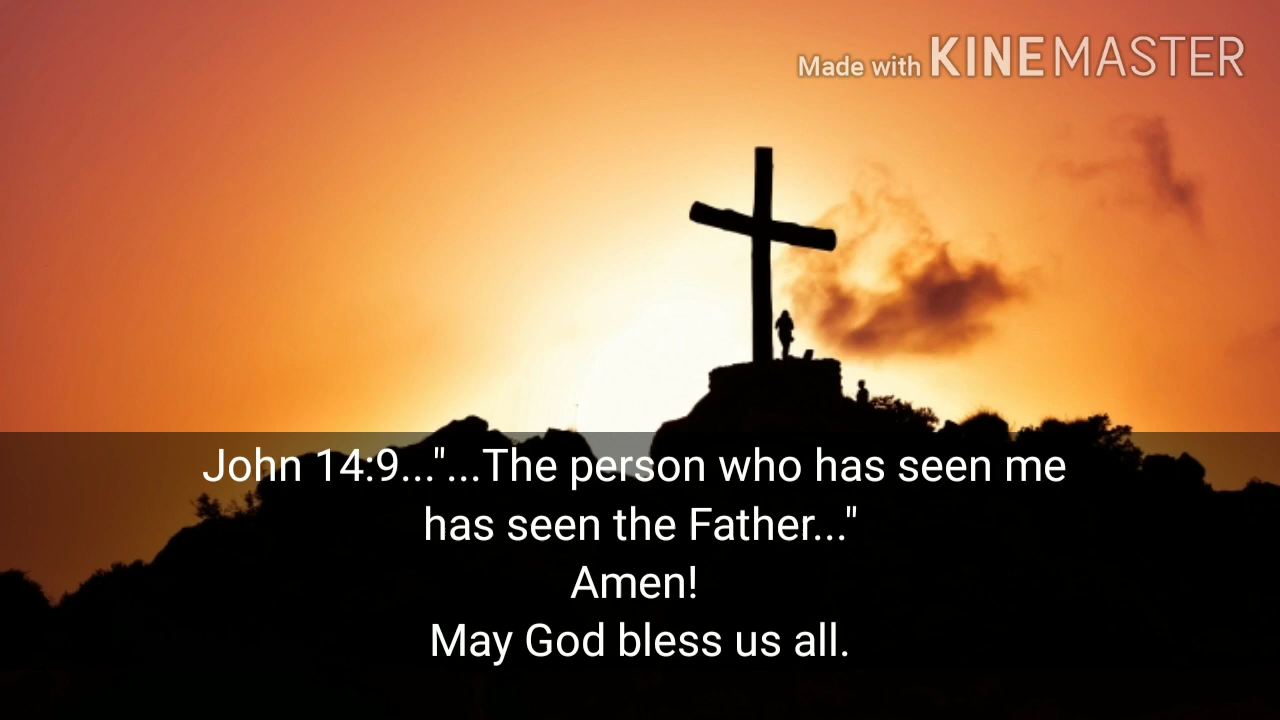 Made with KINEMASTER
John 14:9..."...The person who has seen me
has seen the Father..."
Amen!
May God bless us all.